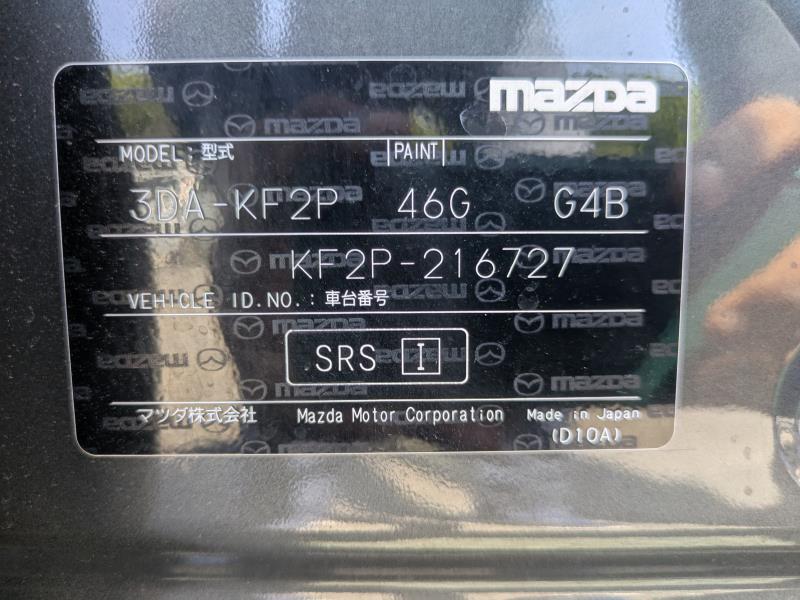 mazda
MODEL:型式 PAINT
3DA-KF2P 46G G4B
KF2P-216727
VEHICLE ID.NO.:車台番号
SRS I
マツダ株式会社 Mazda Motor Corporation Made in Japan
(D10A)